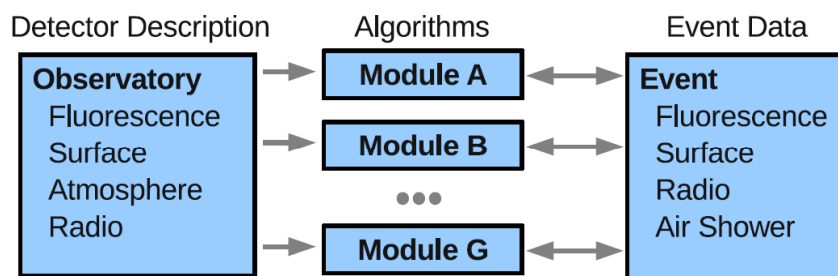 Detector Description
Algorithms
Event Data
Observatory
Fluorescence
Surface
Atmosphere
Radio
Module A
Module B
Module G
Event
Fluorescence
Surface
Radio
Air Shower